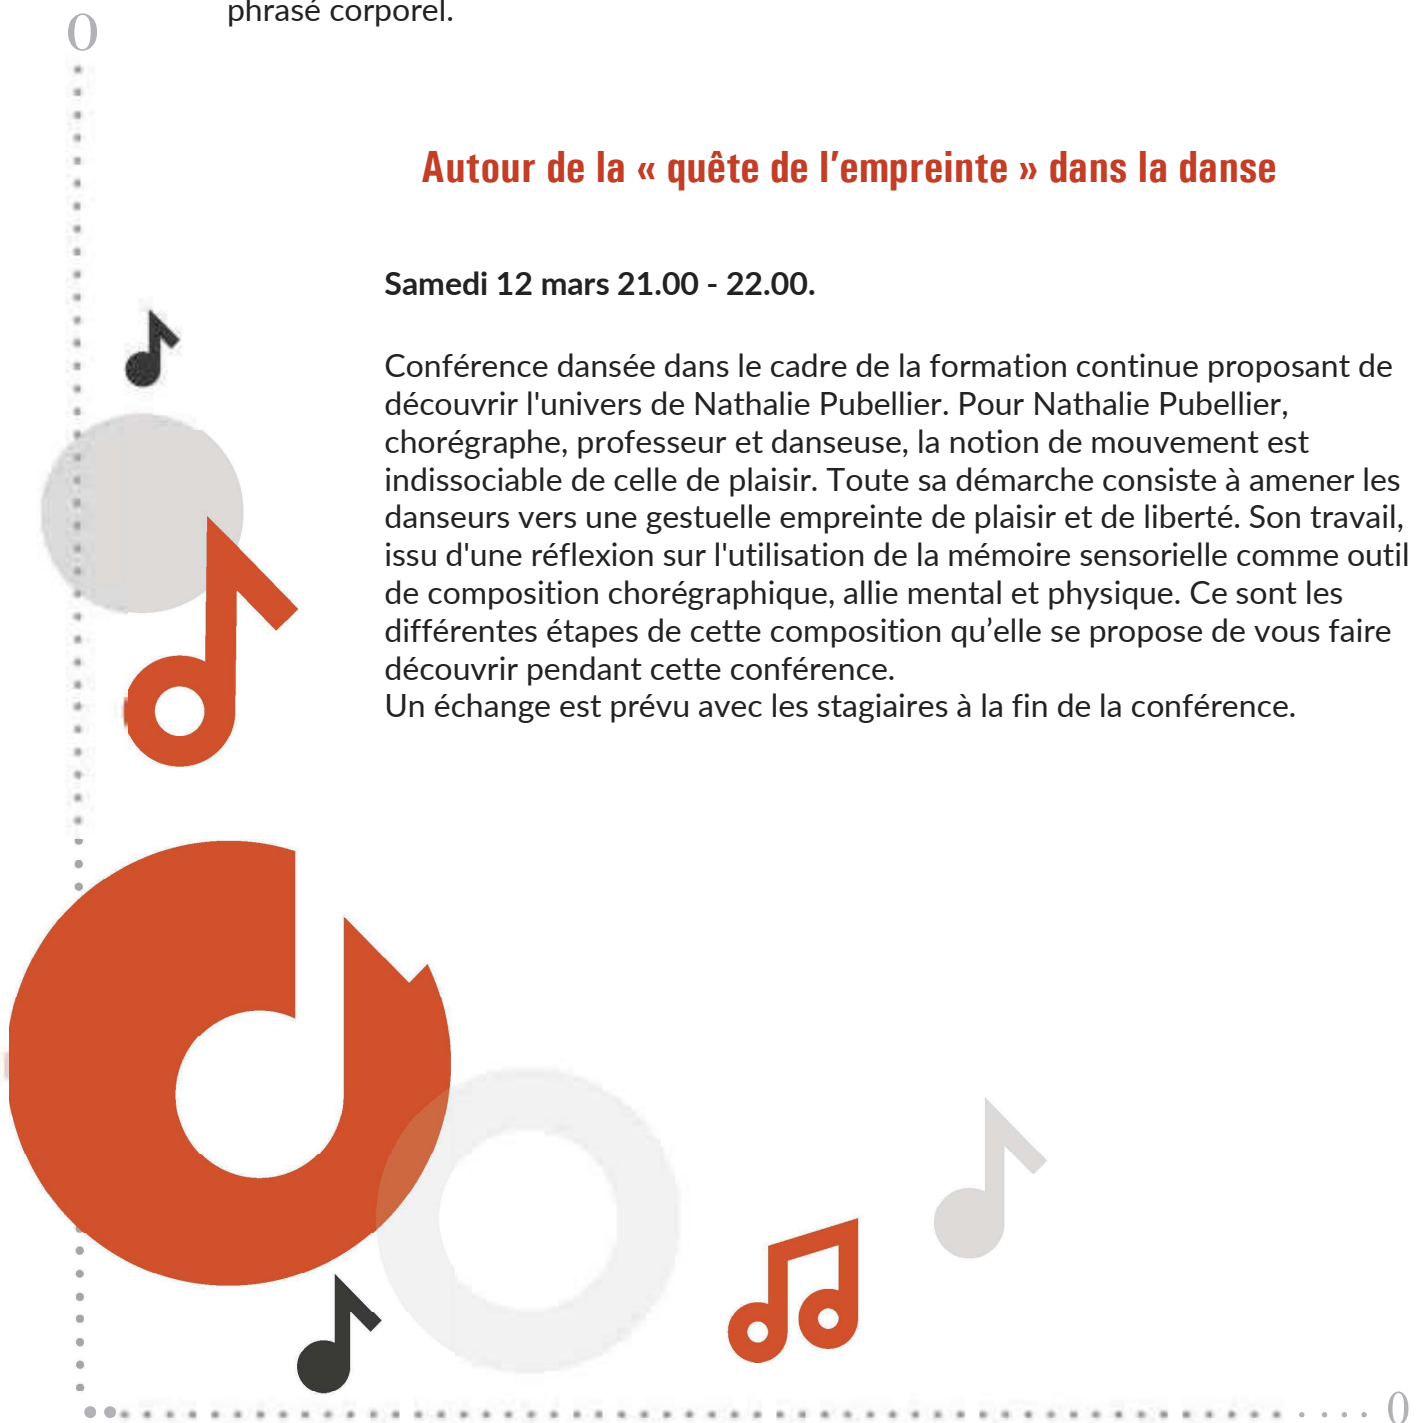 phrasé corporel.
Autour de la « quête de l’empreinte » dans la danse
Samedi 12 mars 21.00 - 22.00.
Conférence dansée dans le cadre de la formation continue proposant de
découvrir l'univers de Nathalie Pubellier. Pour Nathalie Pubellier,
chorégraphe, professeur et danseuse, la notion de mouvement est
indissociable de celle de plaisir. Toute sa démarche consiste à amener les
danseurs vers une gestuelle empreinte de plaisir et de liberté. Son travail,
issu d'une réflexion sur l'utilisation de la mémoire sensorielle comme outil
de composition chorégraphique, allie mental et physique. Ce sont les
différentes étapes de cette composition qu’elle se propose de vous faire
découvrir pendant cette conférence.
Un échange est prévu avec les stagiaires à la fin de la conférence.